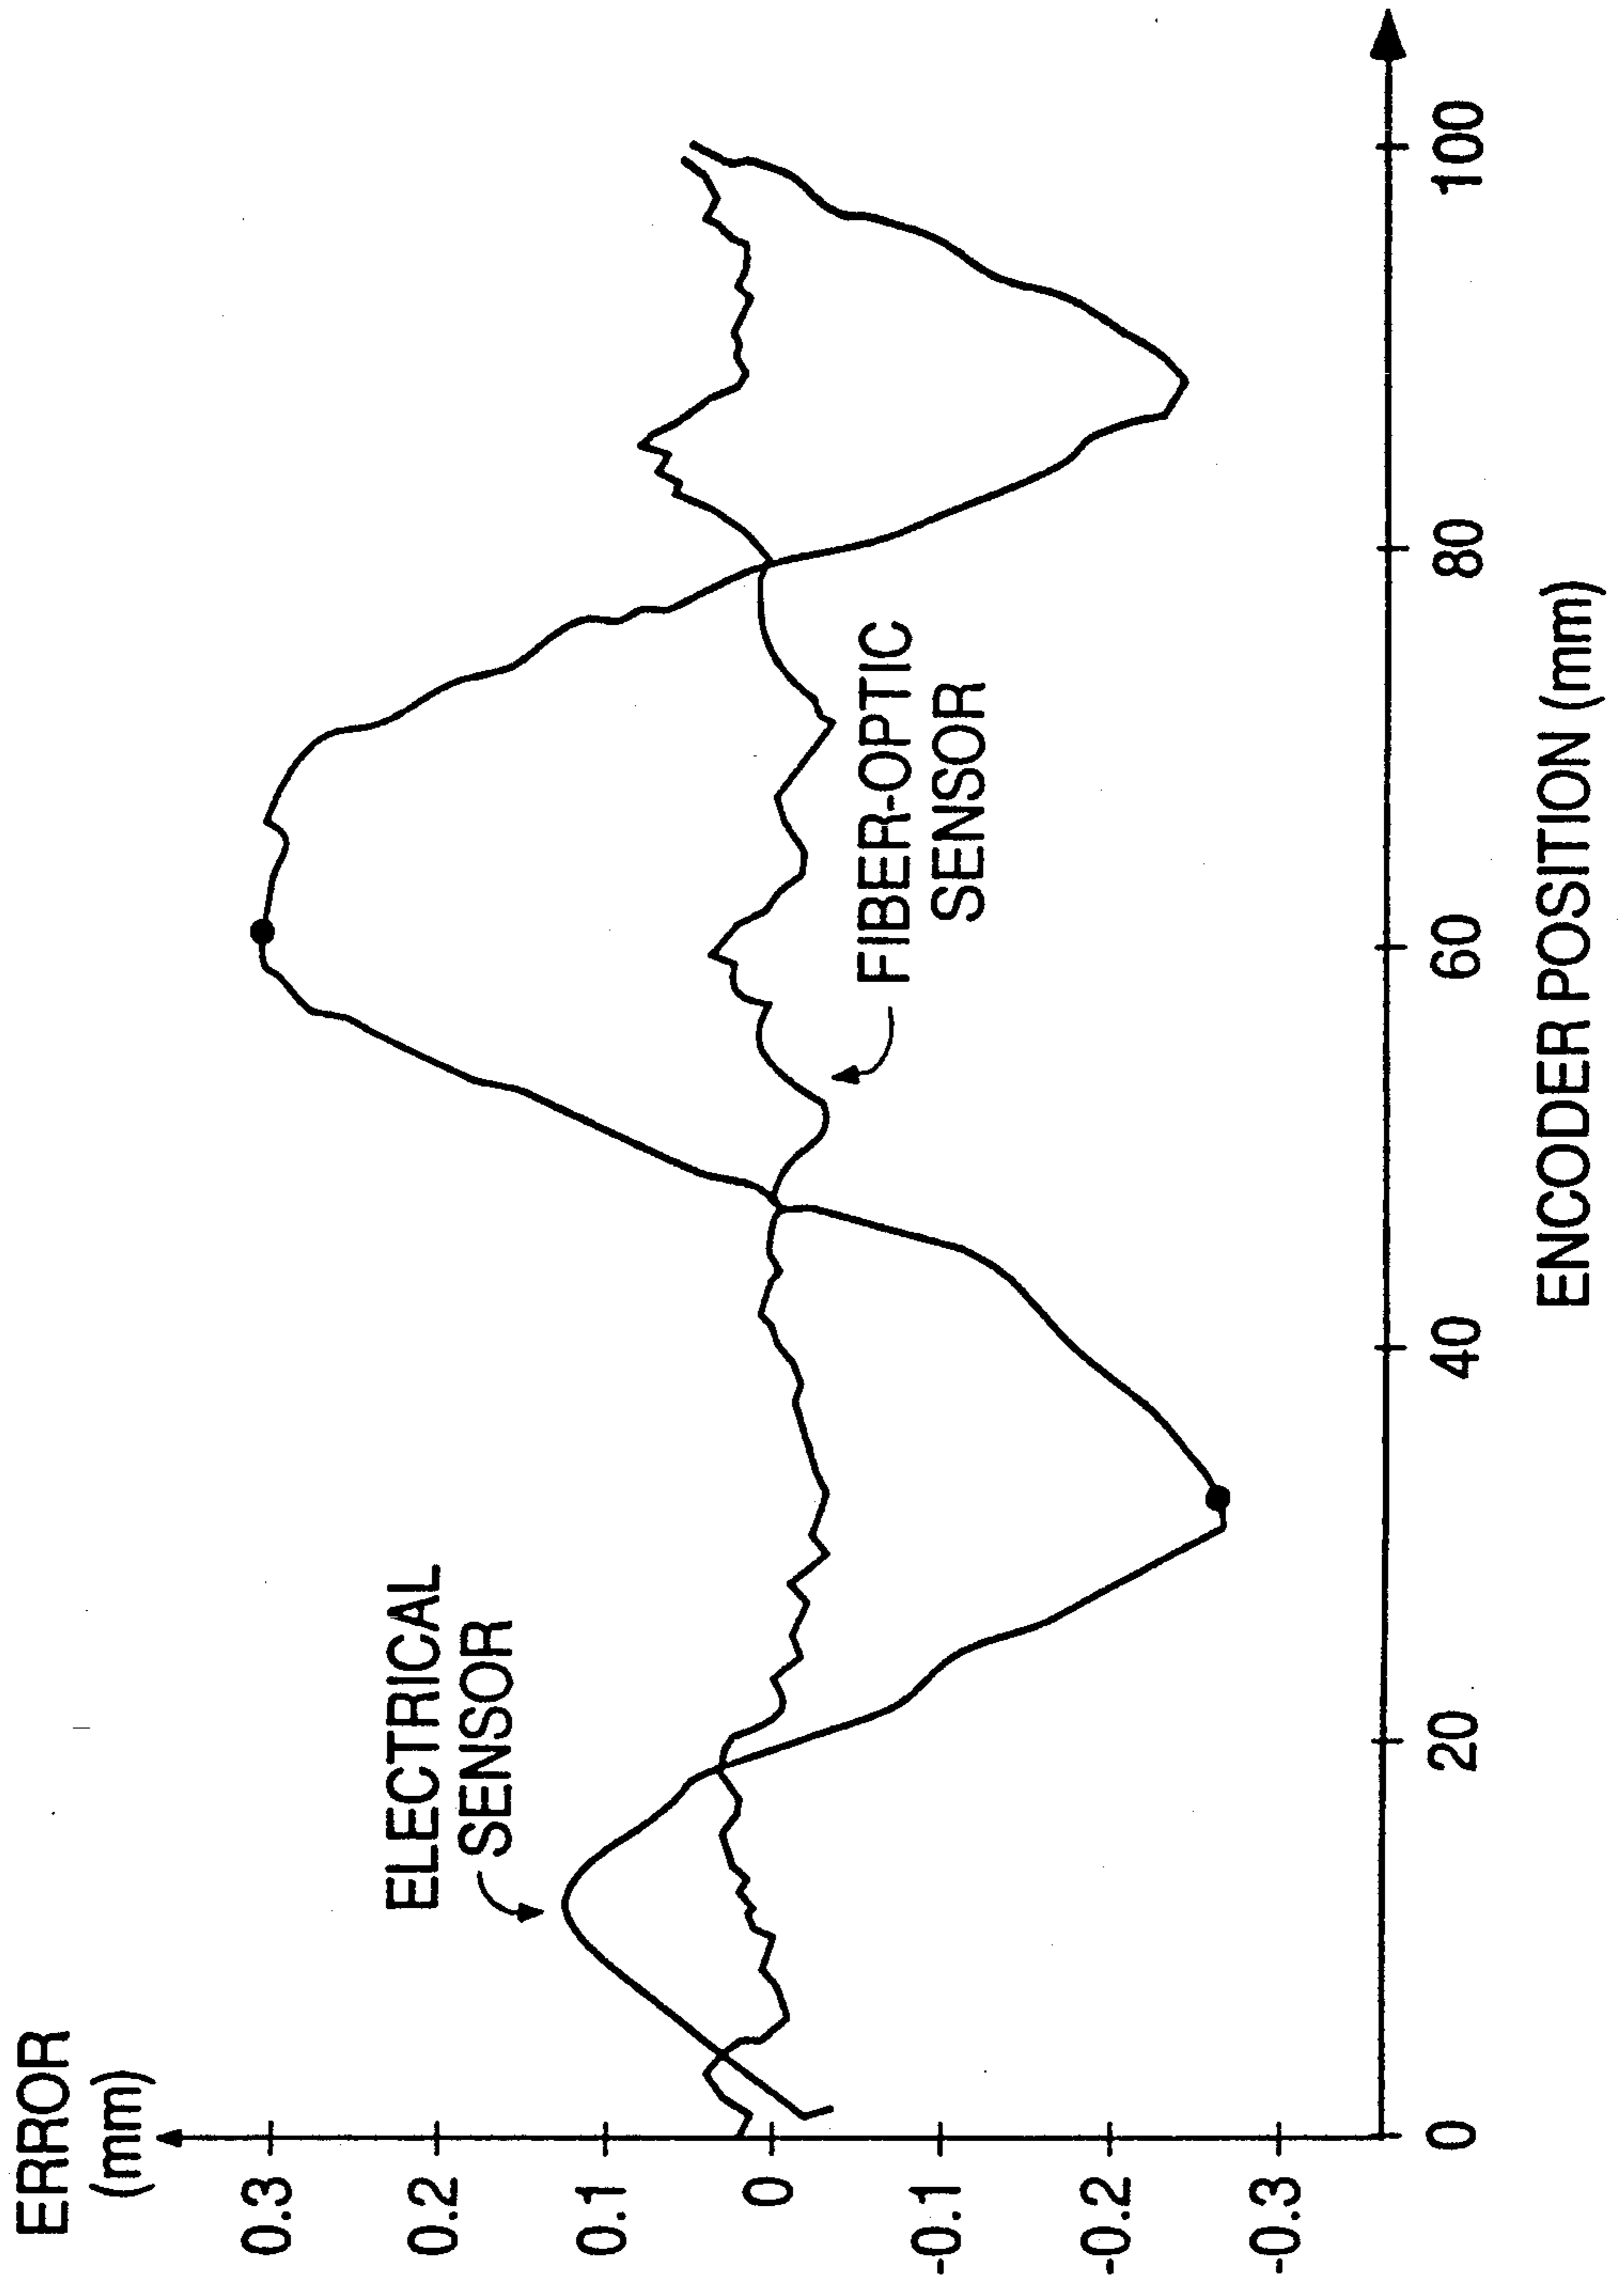 ERROR
(mm)
0.3
0.2
0.1
0
-0.1
-0.2
-0.3
ELECTRICAL
SENSOR
FIBER-OPTIC
SENSOR
0
20
40
60
80
100
ENCODER POSITION (mm)